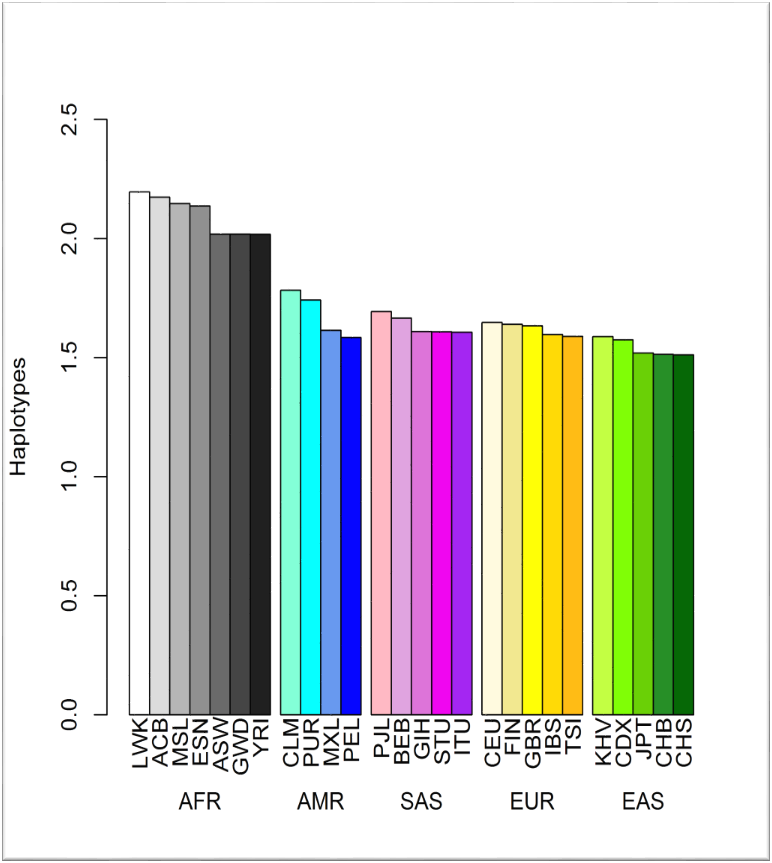 2.5
2.0
1.5
1.0
0.5
0.0
Haplotypes
LWK ACB MSL ESN ASW GWD YRI CLM PUR MXL PEL PJL BEB GIH STU ITU CEU FIN GBR IBS TSI KHV CDX JPT CHB CHS
AFR AMR SAS EUR EAS